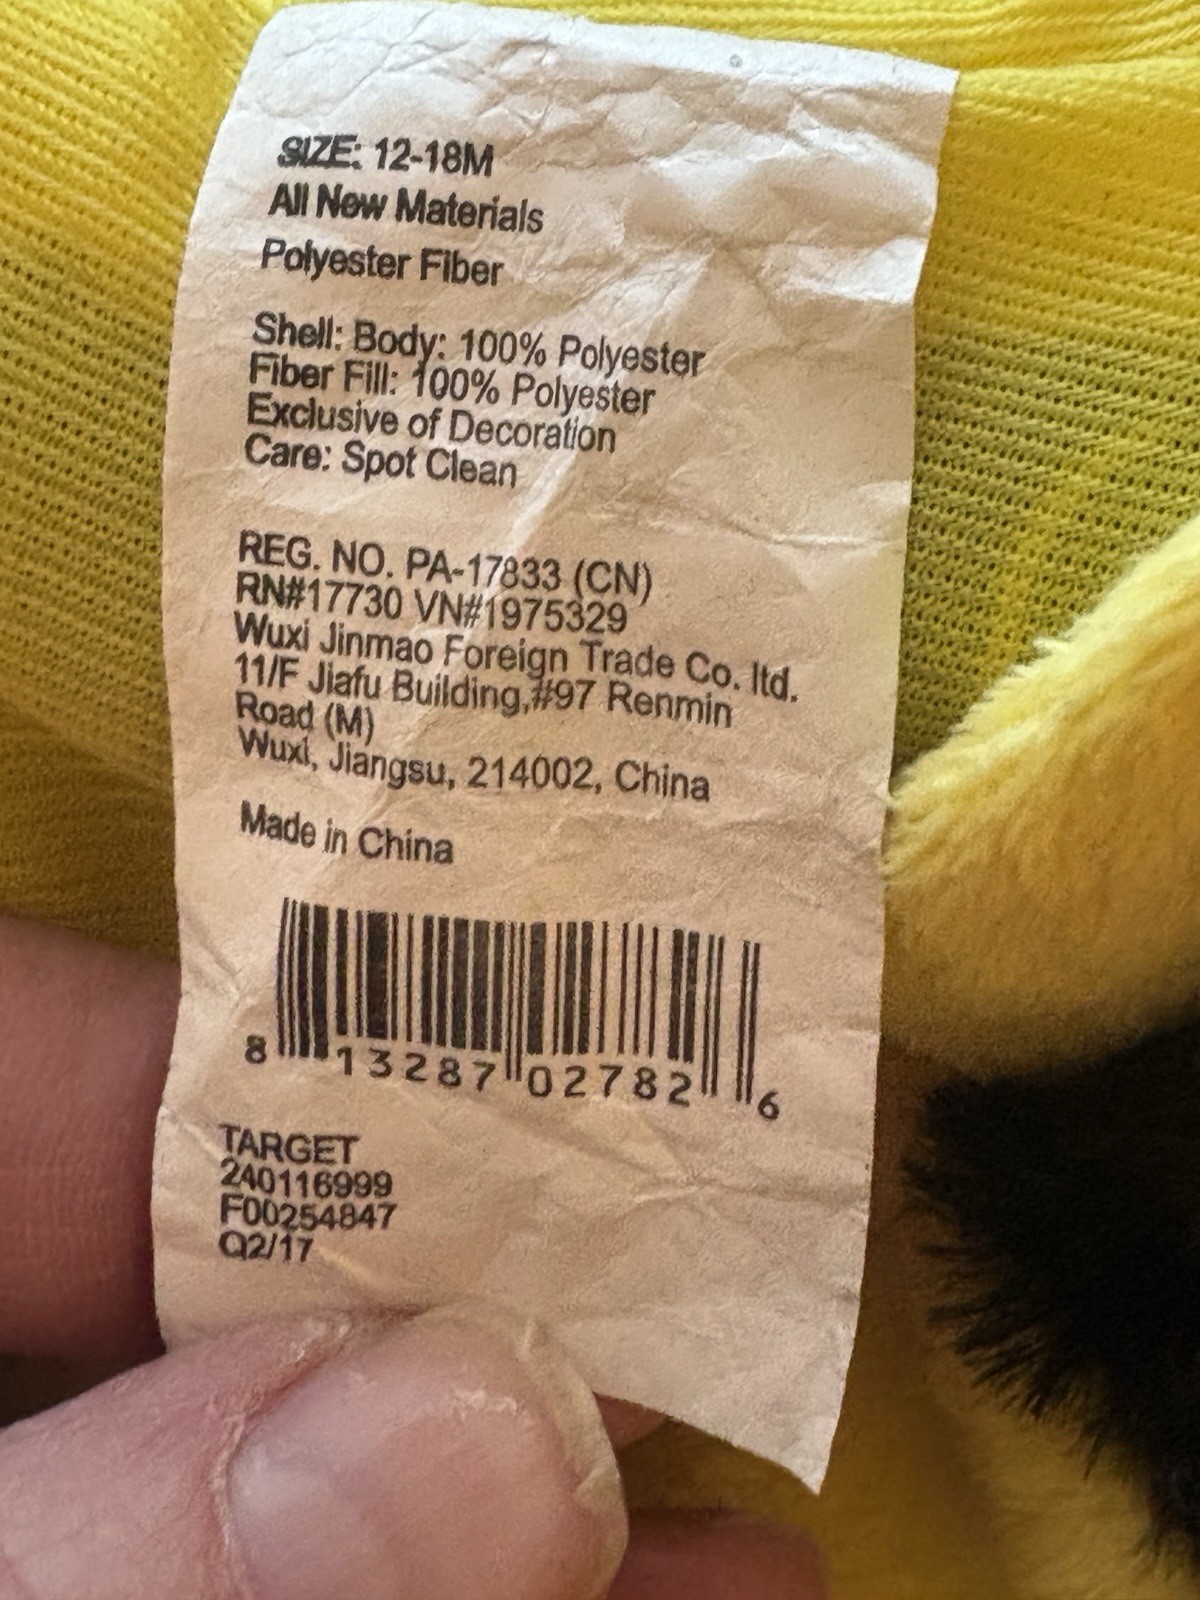 SIZE: 12-18M
All New Materials
Polyester Fiber
Shell: Body: 100% Polyester
Fiber Fill: 100% Polyester
Exclusive of Decoration
Care: Spot Clean
REG. NO. PA-17833 (CN)
RN#17730 VN#1975329
Wuxi Jinmao Foreign Trade Co. ltd.
11/F Jiafu Building,#97 Renmin
Road (M)
Wuxi, Jiangsu, 214002, China
Made in China
8 13287 02782 6
TARGET
240116999
F00254847
Q2/17